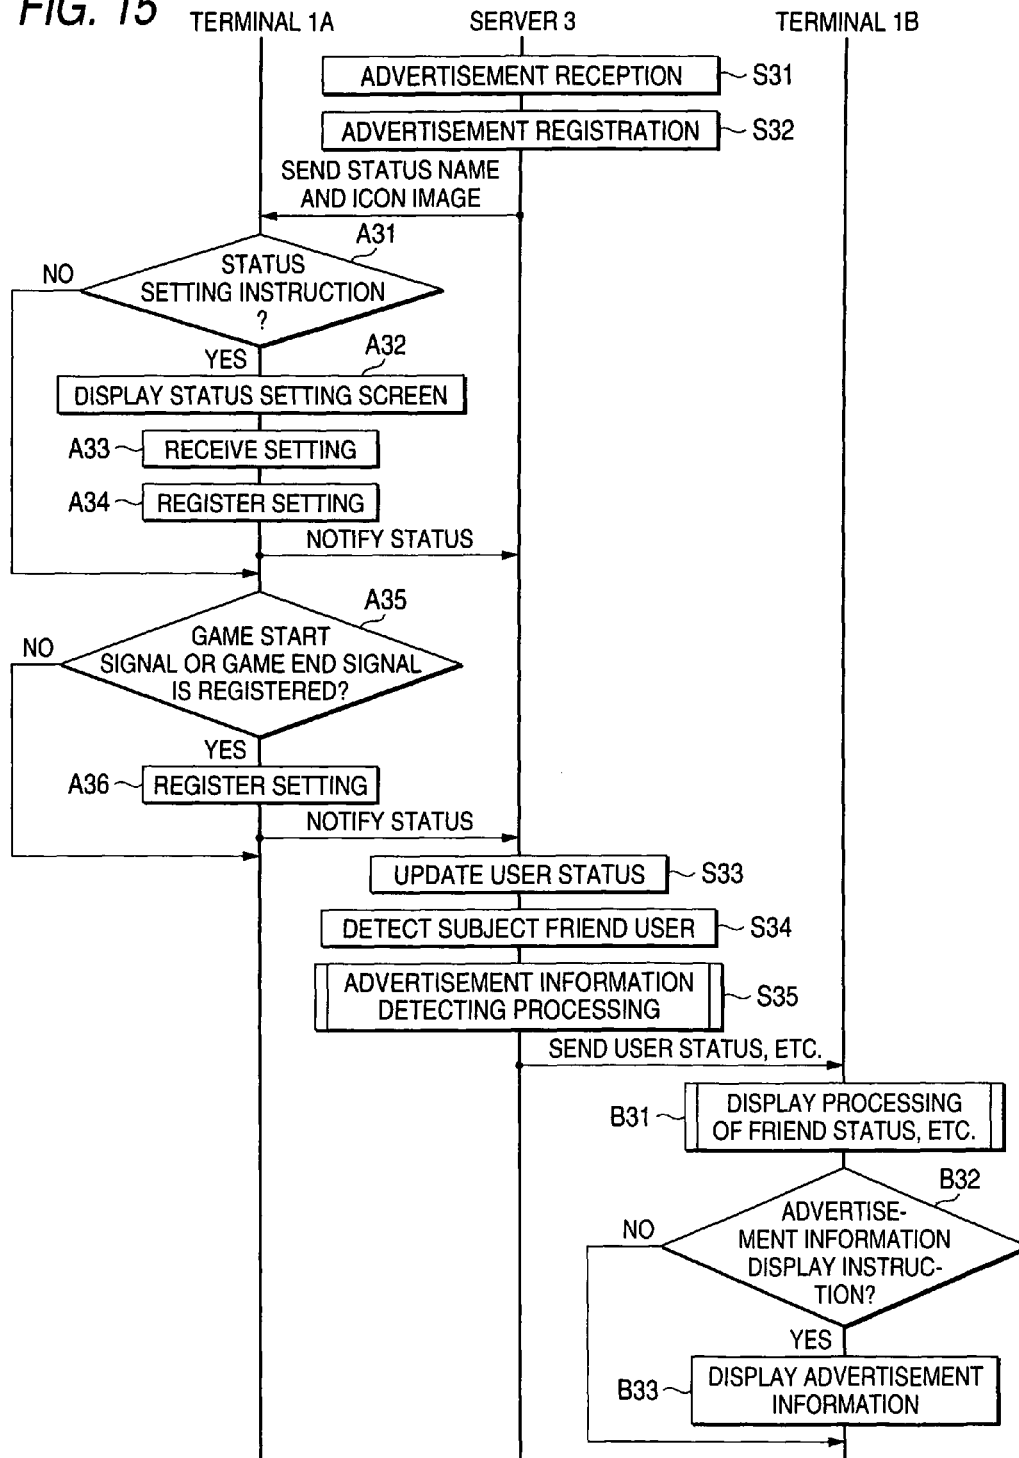 FIG. 15
TERMINAL 1A
SERVER 3
TERMINAL 1B
ADVERTISEMENT RECEPTION
S31
ADVERTISEMENT REGISTRATION
S32
SEND STATUS NAME
AND ICON IMAGE
A31
NO
STATUS
SETTING INSTRUCTION
?
YES
A32
DISPLAY STATUS SETTING SCREEN
A33
RECEIVE SETTING
A34
REGISTER SETTING
NOTIFY STATUS
A35
NO
GAME START
SIGNAL OR GAME END SIGNAL
IS REGISTERED?
YES
A36
REGISTER SETTING
NOTIFY STATUS
UPDATE USER STATUS
S33
DETECT SUBJECT FRIEND USER
S34
ADVERTISEMENT INFORMATION
DETECTING PROCESSING
S35
SEND USER STATUS, ETC.
B31
DISPLAY PROCESSING
OF FRIEND STATUS, ETC.
B32
NO
ADVERTISE-
MENT INFORMATION
DISPLAY INSTRUC-
TION?
YES
B33
DISPLAY ADVERTISEMENT
INFORMATION